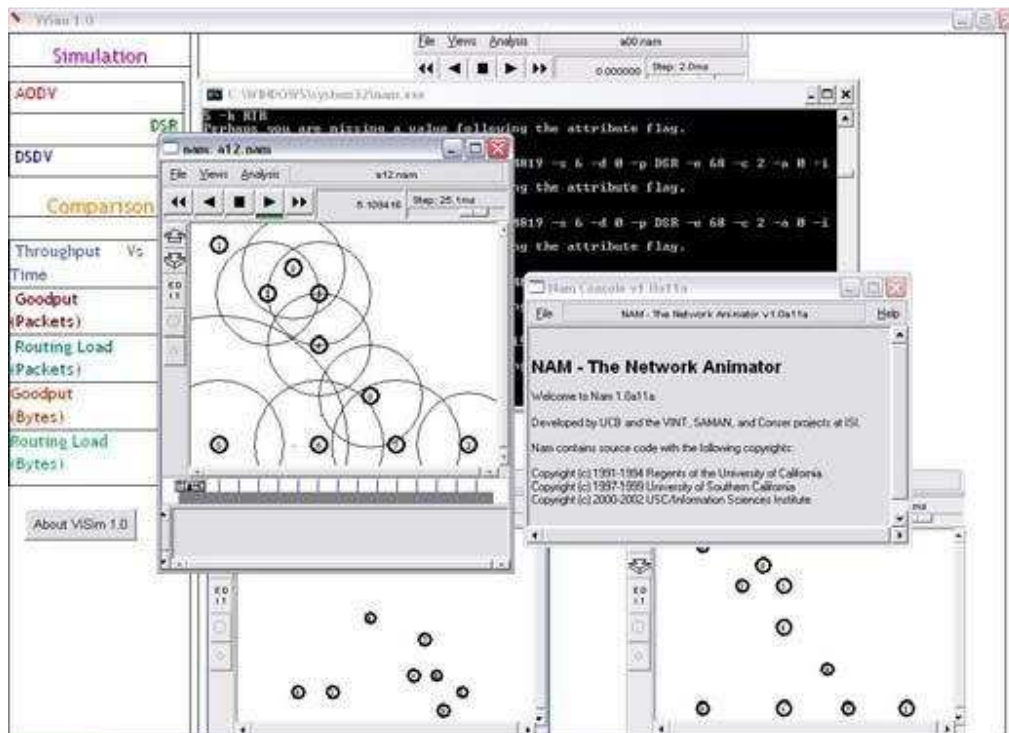 ViSim 1.0
Simulation
AODV
DSR
DSDV
Comparison
Throughput Vs
Time
Goodput
(Packets)
Routing Load
(Packets)
Goodput
(Bytes)
Routing Load
(Bytes)
About ViSim 1.0
File Views Analysis a00.nam
0.000000 Step: 2.0ms
C:\WINDOWS\system32\nam.exe
Perhaps you are missing a value following the attribute flag.
8819 -s 6 -d 0 -p DSR -e 68 -c 2 -a 0 -i
g the attribute flag.
8819 -s 6 -d 0 -p DSR -e 68 -c 2 -a 0 -i
g the attribute flag.
nam: a12.nam
File Views Analysis a12.nam
Step: 25.1ms
Nam Console v1.0a11a
File NAM - The Network Animator v1.0a11a Help
NAM - The Network Animator
Welcome to Nam 1.0a11a
Developed by UCB and the VINT, SAMAN, and Conser projects at ISI.
Nam contains source code with the following copyrights:
Copyright (c) 1991-1994 Regents of the University of California.
Copyright (c) 1997-1999 University of Southern California
Copyright (c) 2000-2002 USC/Information Sciences Institute